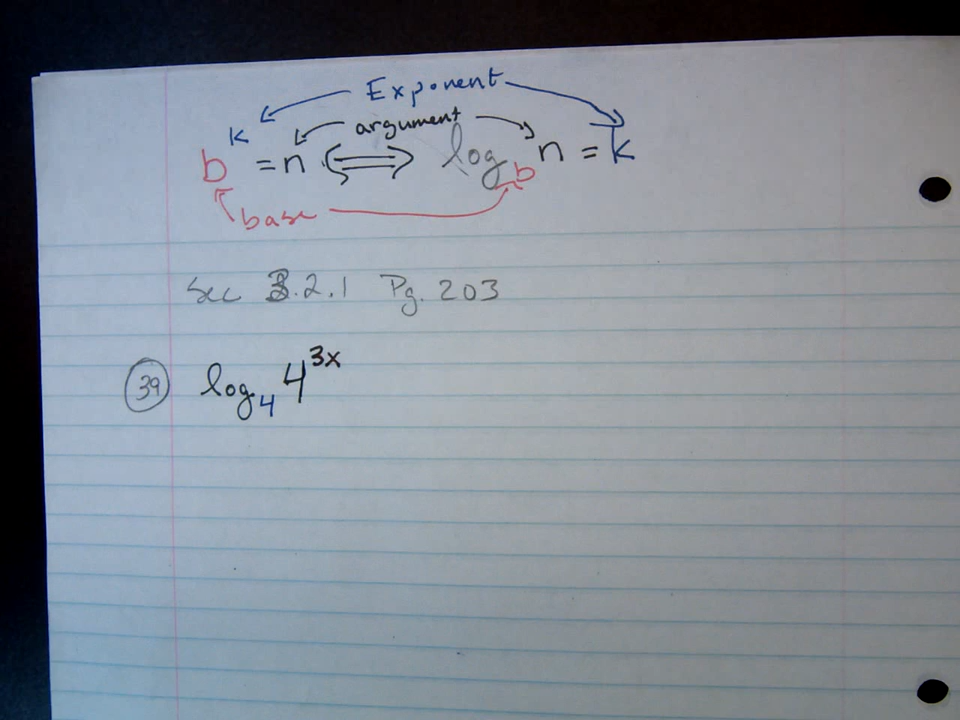 Exponent
argument
b^k = n ⟺ log_b n = k
base
Sec 3.2.1 Pg. 203
39 log_4 4^3x